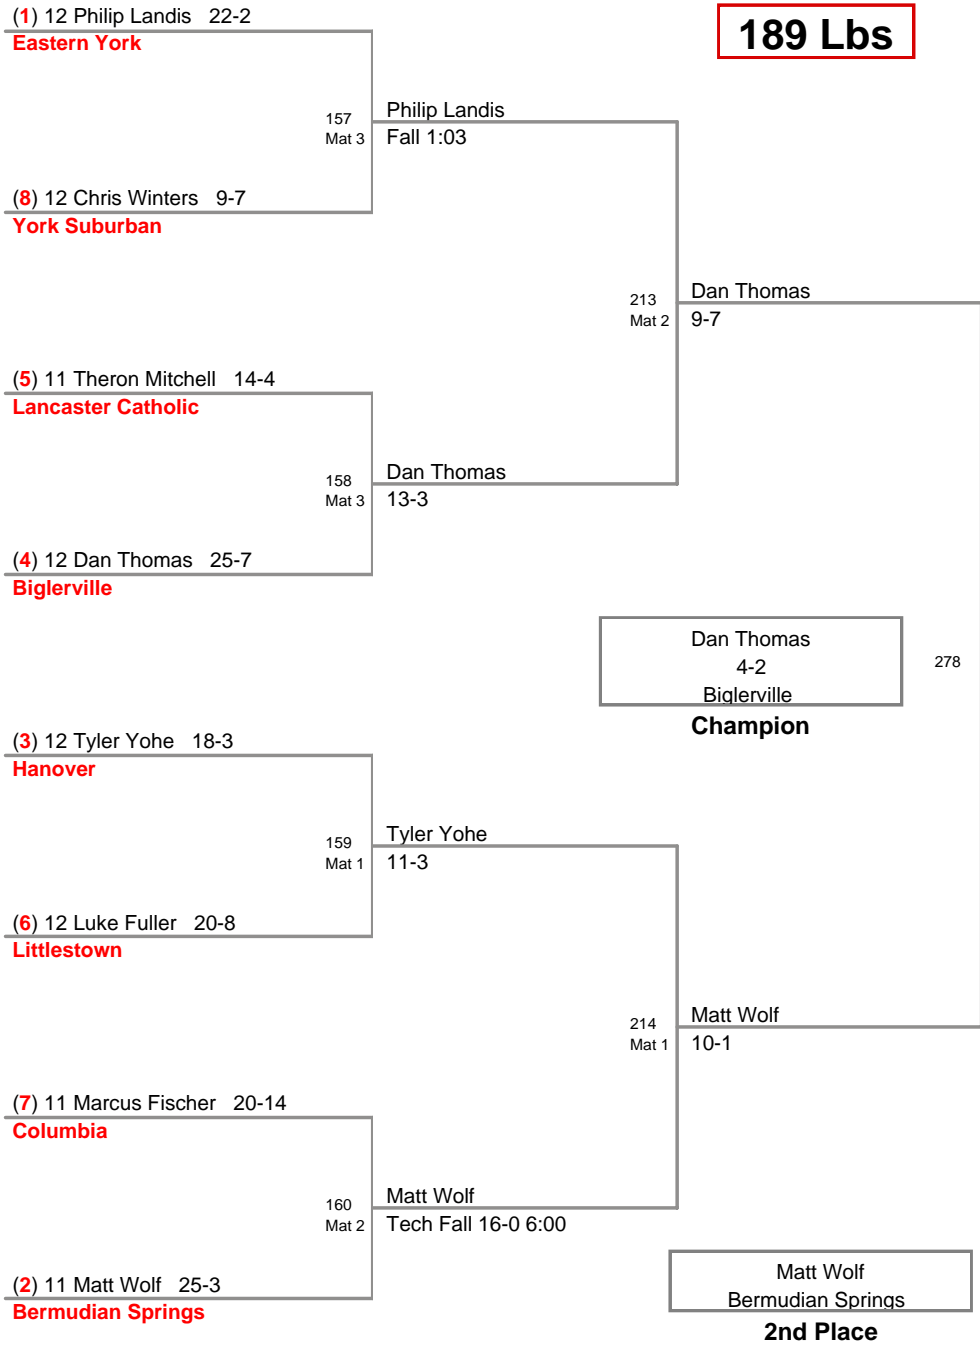 (1) 12 Philip Landis 22-2
Eastern York
189 Lbs
157
Mat 3
Philip Landis
Fall 1:03
(8) 12 Chris Winters 9-7
York Suburban
213
Mat 2
Dan Thomas
9-7
(5) 11 Theron Mitchell 14-4
Lancaster Catholic
158
Mat 3
Dan Thomas
13-3
(4) 12 Dan Thomas 25-7
Biglerville
Dan Thomas
4-2
Biglerville
Champion
278
(3) 12 Tyler Yohe 18-3
Hanover
159
Mat 1
Tyler Yohe
11-3
(6) 12 Luke Fuller 20-8
Littlestown
214
Mat 1
Matt Wolf
10-1
(7) 11 Marcus Fischer 20-14
Columbia
160
Mat 2
Matt Wolf
Tech Fall 16-0 6:00
(2) 11 Matt Wolf 25-3
Bermudian Springs
Matt Wolf
Bermudian Springs
2nd Place